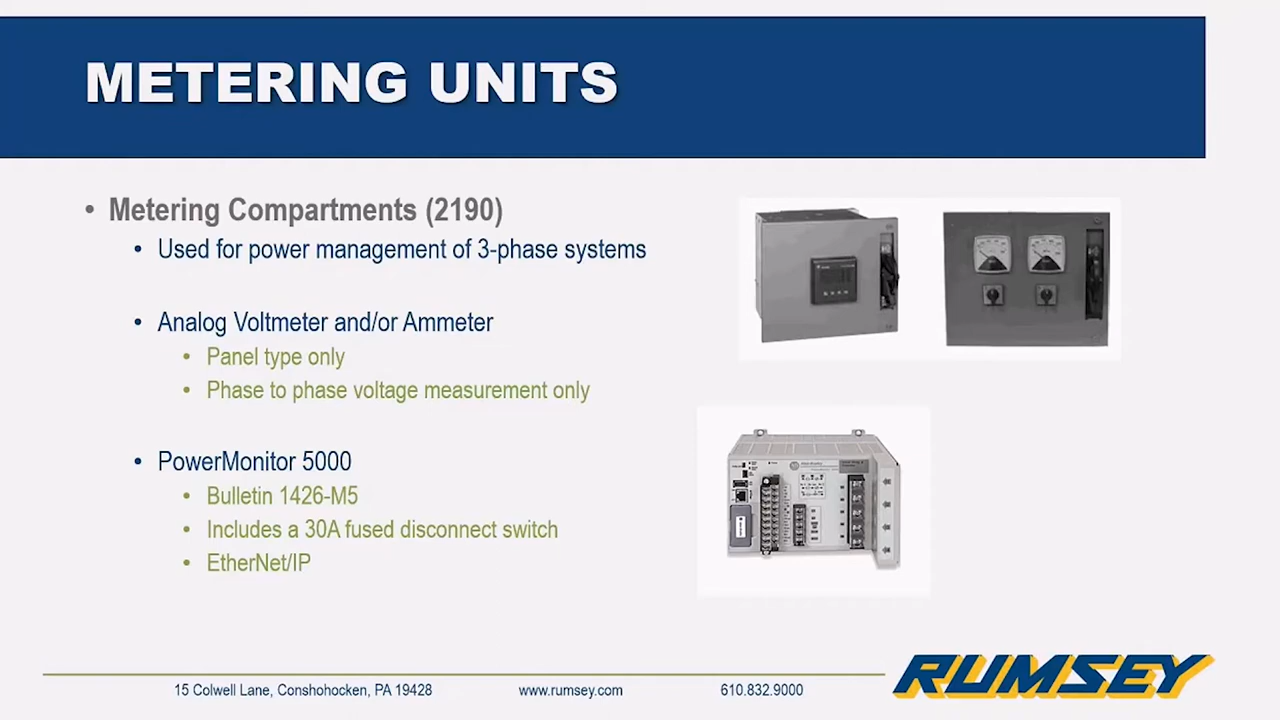 METERING UNITS
• Metering Compartments (2190)
• Used for power management of 3-phase systems
• Analog Voltmeter and/or Ammeter
• Panel type only
• Phase to phase voltage measurement only
• PowerMonitor 5000
• Bulletin 1426-M5
• Includes a 30A fused disconnect switch
• EtherNet/IP
15 Colwell Lane, Conshohocken, PA 19428
www.rumsey.com
610.832.9000
RUMSEY